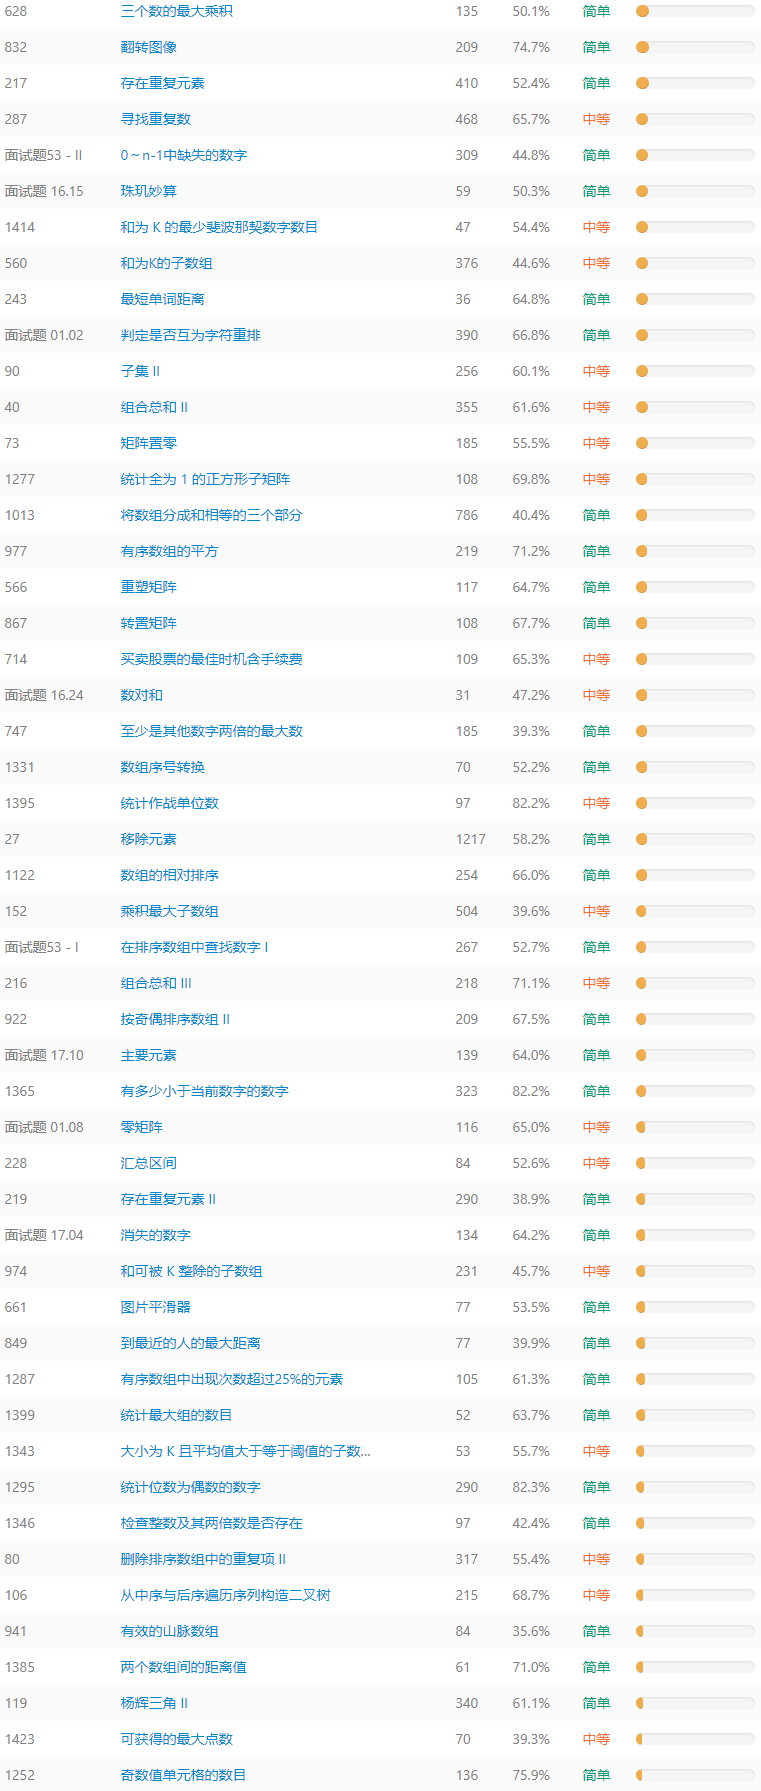 628 三个数的最大乘积 135 50.1% 简单
832 翻转图像 209 74.7% 简单
217 存在重复元素 410 52.4% 简单
287 寻找重复数 468 65.7% 中等
面试题53 - II 0～n-1中缺失的数字 309 44.8% 简单
面试题 16.15 珠玑妙算 59 50.3% 简单
1414 和为 K 的最少斐波那契数字数目 47 54.4% 中等
560 和为K的子数组 376 44.6% 中等
243 最短单词距离 36 64.8% 简单
面试题 01.02 判定是否互为字符重排 390 66.8% 简单
90 子集 II 256 60.1% 中等
40 组合总和 II 355 61.6% 中等
73 矩阵置零 185 55.5% 中等
1277 统计全为 1 的正方形子矩阵 108 69.8% 中等
1013 将数组分成和相等的三个部分 786 40.4% 简单
977 有序数组的平方 219 71.2% 简单
566 重塑矩阵 117 64.7% 简单
867 转置矩阵 108 67.7% 简单
714 买卖股票的最佳时机含手续费 109 65.3% 中等
面试题 16.24 数对和 31 47.2% 中等
747 至少是其他数字两倍的最大数 185 39.3% 简单
1331 数组序号转换 70 52.2% 简单
1395 统计作战单位数 97 82.2% 中等
27 移除元素 1217 58.2% 简单
1122 数组的相对排序 254 66.0% 简单
152 乘积最大子数组 504 39.6% 中等
面试题53 - I 在排序数组中查找数字 I 267 52.7% 简单
216 组合总和 III 218 71.1% 中等
922 按奇偶排序数组 II 209 67.5% 简单
面试题 17.10 主要元素 139 64.0% 简单
1365 有多少小于当前数字的数字 323 82.2% 简单
面试题 01.08 零矩阵 116 65.0% 中等
228 汇总区间 84 52.6% 中等
219 存在重复元素 II 290 38.9% 简单
面试题 17.04 消失的数字 134 64.2% 简单
974 和可被 K 整除的子数组 231 45.7% 中等
661 图片平滑器 77 53.5% 简单
849 到最近的人的最大距离 77 39.9% 简单
1287 有序数组中出现次数超过25%的元素 105 61.3% 简单
1399 统计最大组的数目 52 63.7% 简单
1343 大小为 K 且平均值大于等于阈值的子数... 53 55.7% 中等
1295 统计位数为偶数的数字 290 82.3% 简单
1346 检查整数及其两倍数是否存在 97 42.4% 简单
80 删除排序数组中的重复项 II 317 55.4% 中等
106 从中序与后序遍历序列构造二叉树 215 68.7% 中等
941 有效的山脉数组 84 35.6% 简单
1385 两个数组间的距离值 61 71.0% 简单
119 杨辉三角 II 340 61.1% 简单
1423 可获得的最大点数 70 39.3% 中等
1252 奇数值单元格的数目 136 75.9% 简单